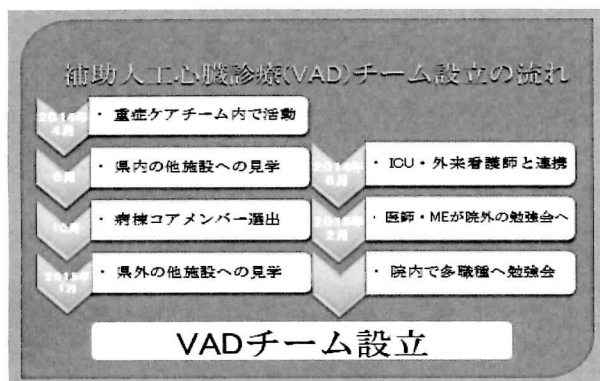 補助人工心臓診療(VAD)チーム設立の流れ
2014年
4月
・ 重症ケアチーム内で活動
・ 県内の他施設への見学
10月
・ 病棟コアメンバー選出
1月
・ 県外の他施設への見学
・ ICU・外来看護師と連携
・ 医師・MEが院外の勉強会へ
・ 院内で多職種へ勉強会
VADチーム設立